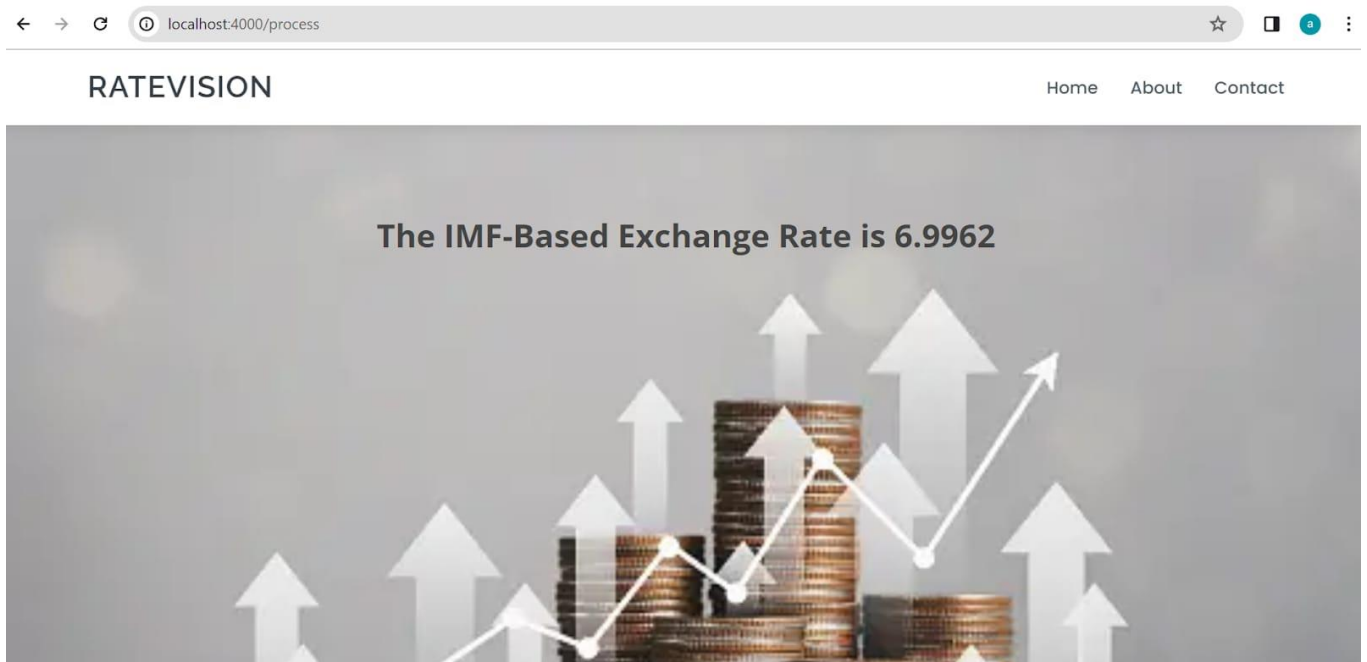 localhost:4000/process
a
RATEVISION
Home About Contact
The IMF-Based Exchange Rate is 6.9962